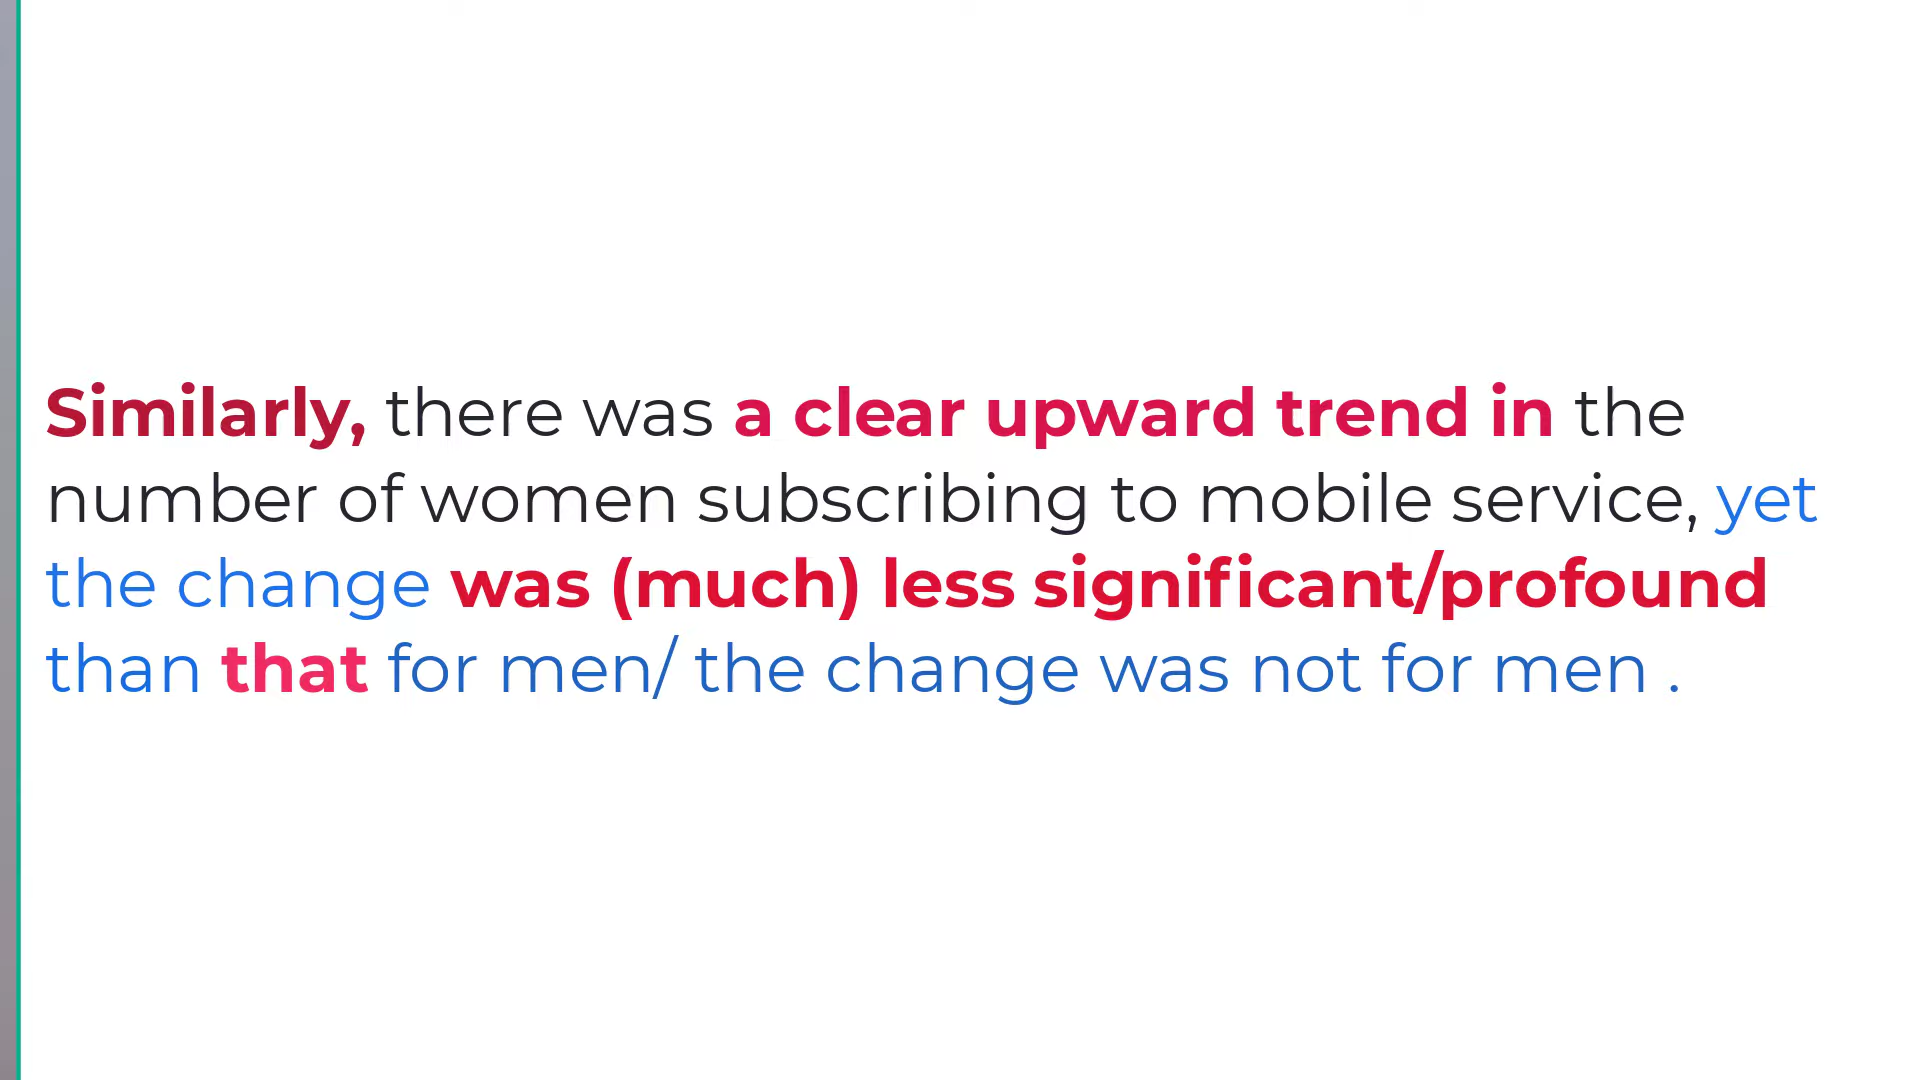 Similarly, there was a clear upward trend in the
number of women subscribing to mobile service, yet
the change was (much) less significant/profound
than that for men/ the change was not for men .